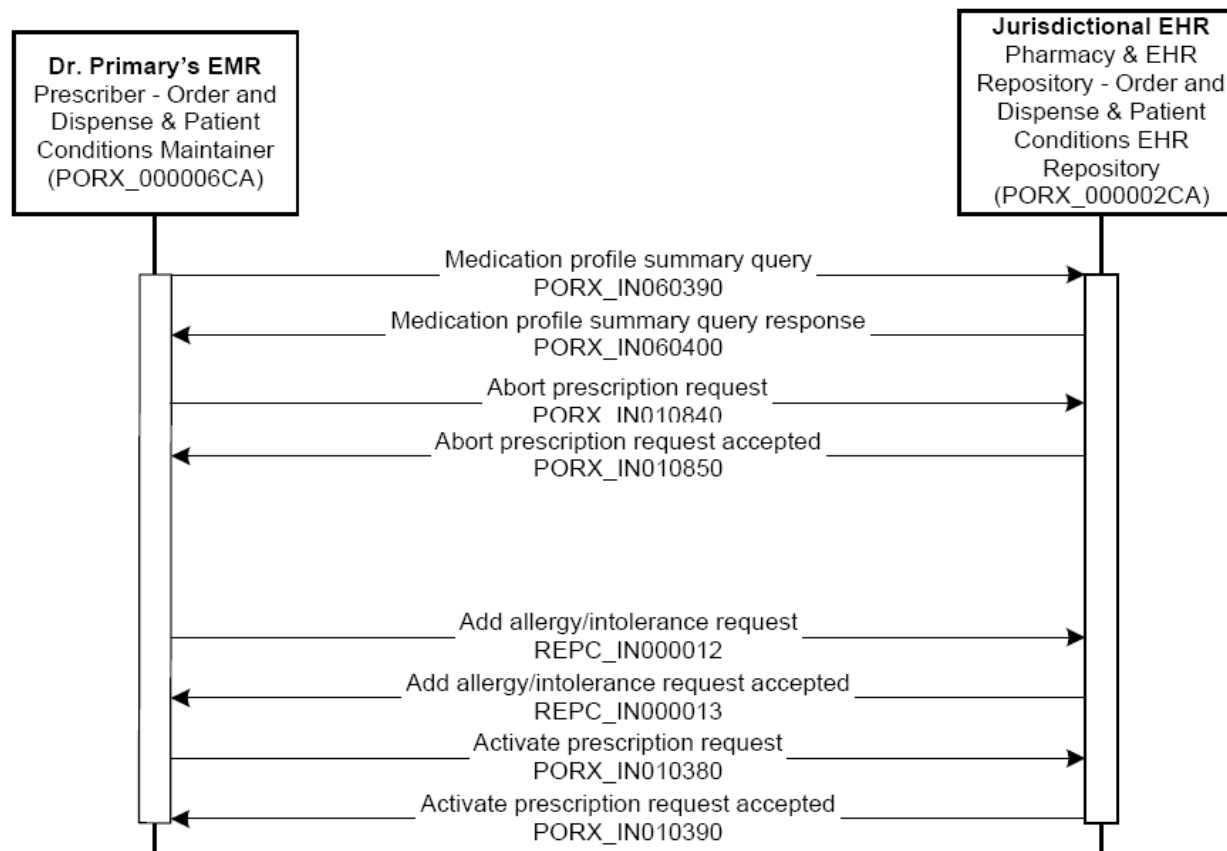 Dr. Primary's EMR
Prescriber - Order and
Dispense & Patient
Conditions Maintainer
(PORX_000006CA)
Jurisdictional EHR
Pharmacy & EHR
Repository - Order and
Dispense & Patient
Conditions EHR
Repository
(PORX_000002CA)
Medication profile summary query
PORX_IN060390
Medication profile summary query response
PORX_IN060400
Abort prescription request
PORX_IN010840
Abort prescription request accepted
PORX_IN010850
Add allergy/intolerance request
REPC_IN000012
Add allergy/intolerance request accepted
REPC_IN000013
Activate prescription request
PORX_IN010380
Activate prescription request accepted
PORX_IN010390